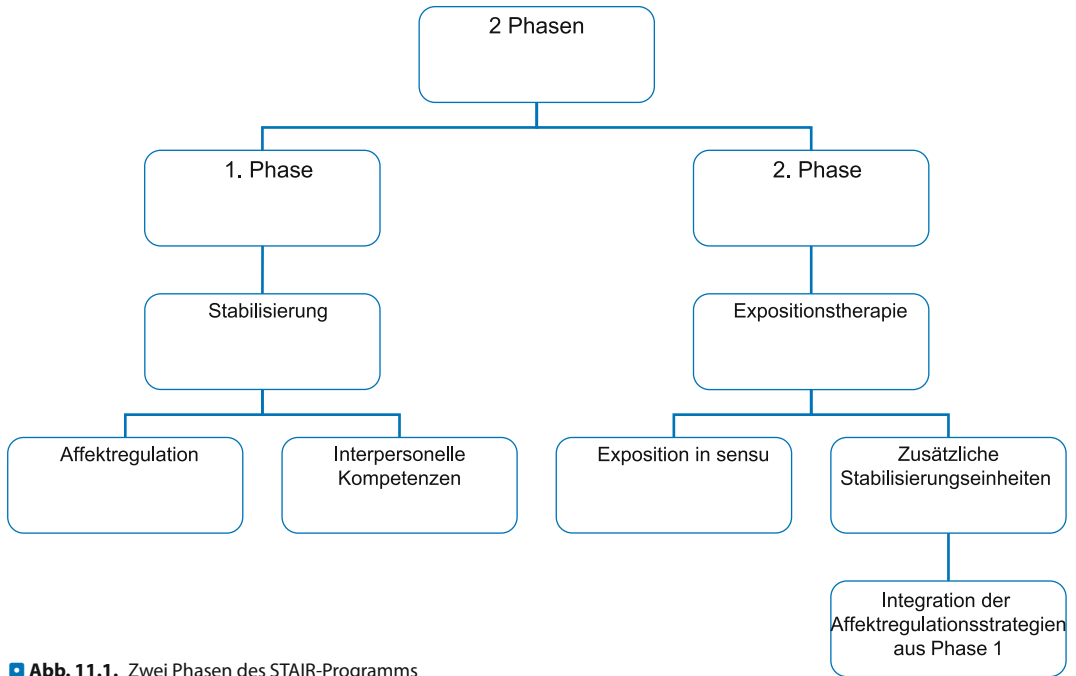 2 Phasen
1. Phase
2. Phase
Stabilisierung
Expositionstherapie
Affektregulation
Interpersonelle
Kompetenzen
Exposition in sensu
Zusätzliche
Stabilisierungseinheiten
Integration der
Affektregulationsstrategien
aus Phase 1
Abb. 11.1. Zwei Phasen des STAIR-Programms